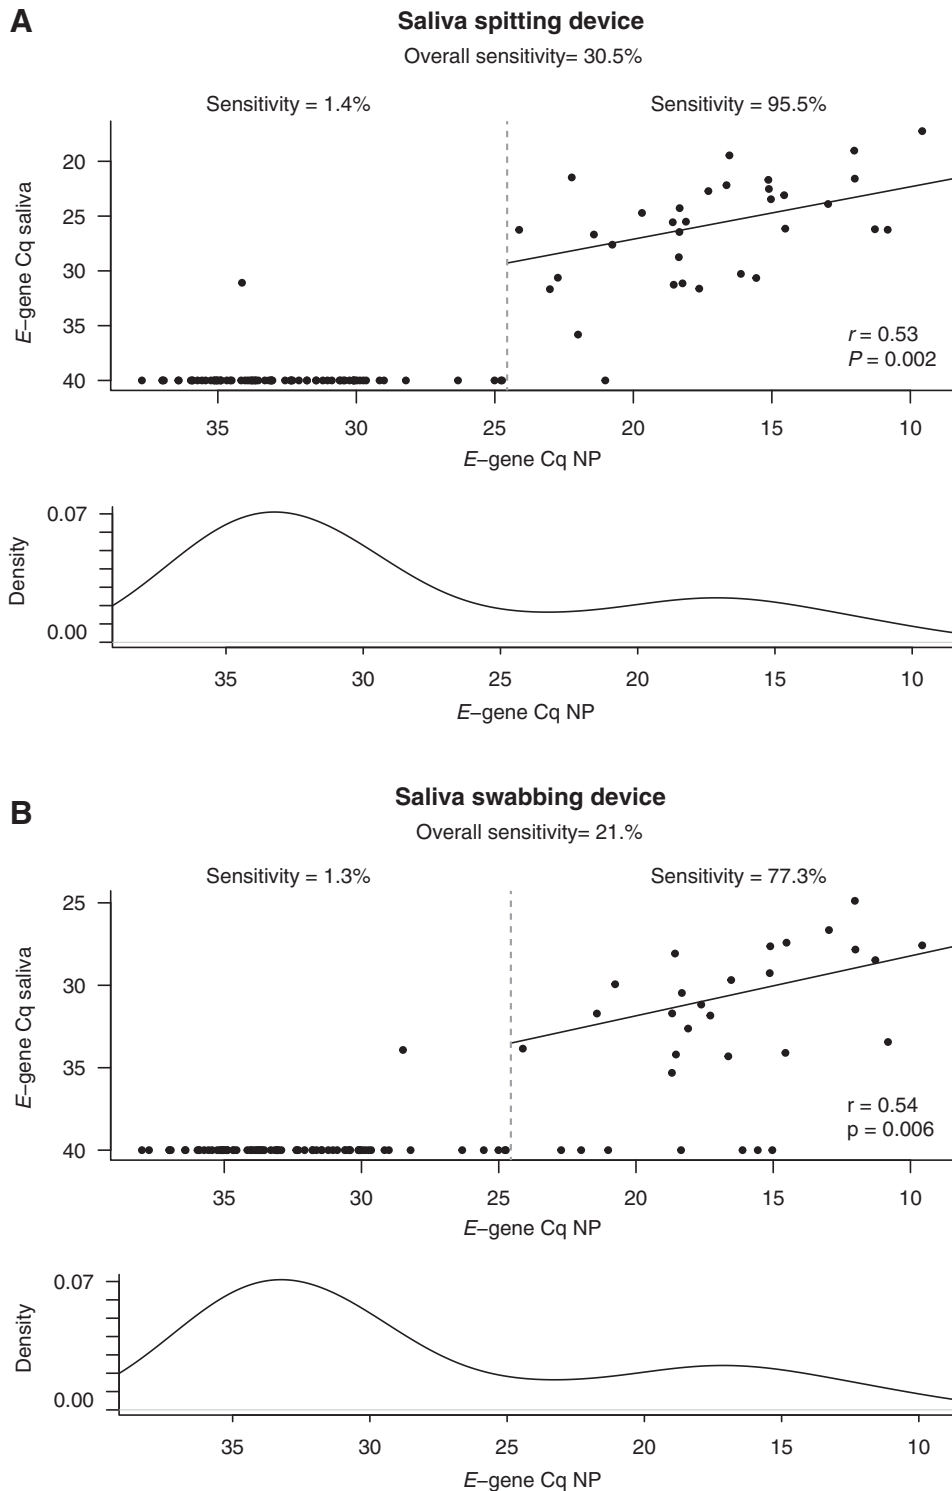 A
Saliva spitting device
Overall sensitivity= 30.5%
Sensitivity = 1.4%
Sensitivity = 95.5%
20
25
30
35
40
E–gene Cq saliva
r = 0.53
P = 0.002
35 30 25 20 15 10
E–gene Cq NP
0.07
0.00
Density
35 30 25 20 15 10
E–gene Cq NP
B
Saliva swabbing device
Overall sensitivity= 21.%
Sensitivity = 1.3%
Sensitivity = 77.3%
25
30
35
40
E–gene Cq saliva
r = 0.54
p = 0.006
35 30 25 20 15 10
E–gene Cq NP
0.07
0.00
Density
35 30 25 20 15 10
E–gene Cq NP